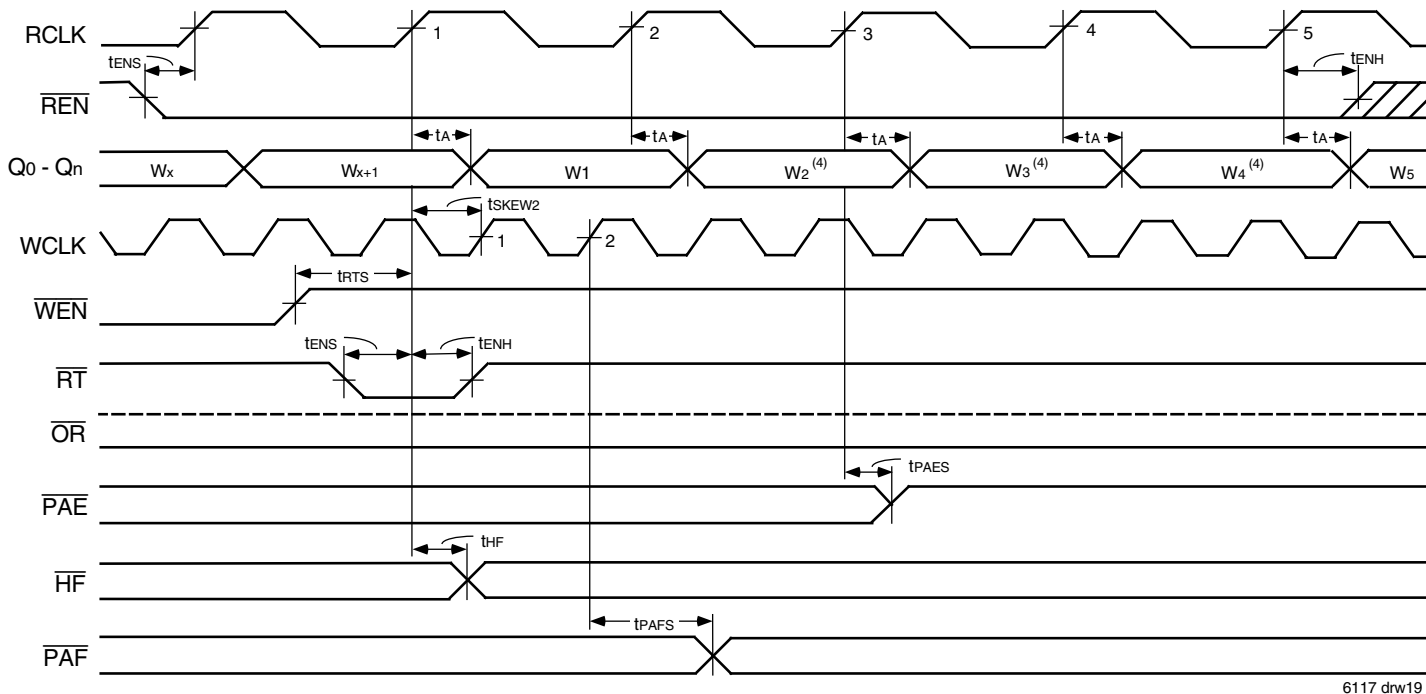 RCLK 1 2 3 4 5
tENS tENH
REN
tA tA tA tA tA
Q0 - Qn Wx Wx+1 W1 W2(4) W3(4) W4(4) W5
tSKEW2
WCLK 1 2
tRTS
WEN
tENS tENH
RT
OR
tPAES
PAE
tHF
HF
tPAFS
PAF
6117 drw19